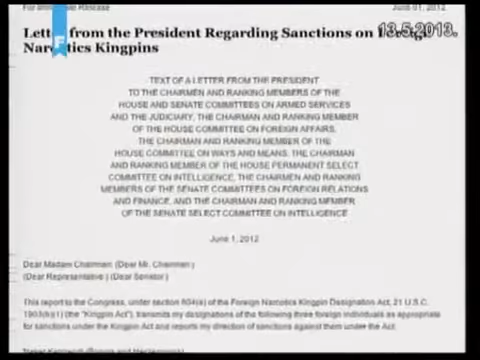 For Immediate Release June 01, 2012
13.5.2013.
F
Letter from the President Regarding Sanctions on Foreign
Narcotics Kingpins
TEXT OF A LETTER FROM THE PRESIDENT
TO THE CHAIRMEN AND RANKING MEMBERS OF THE
HOUSE AND SENATE COMMITTEES ON ARMED SERVICES
AND THE JUDICIARY, THE CHAIRMAN AND RANKING MEMBER
OF THE HOUSE COMMITTEE ON FOREIGN AFFAIRS,
THE CHAIRMAN AND RANKING MEMBER OF THE
HOUSE COMMITTEE ON WAYS AND MEANS, THE CHAIRMAN
AND RANKING MEMBER OF THE HOUSE PERMANENT SELECT
COMMITTEE ON INTELLIGENCE, THE CHAIRMEN AND RANKING
MEMBERS OF THE SENATE COMMITTEES ON FOREIGN RELATIONS
AND FINANCE, AND THE CHAIRMAN AND RANKING MEMBER
OF THE SENATE SELECT COMMITTEE ON INTELLIGENCE
June 1, 2012
Dear Madam Chairman: (Dear Mr. Chairman:)
(Dear Representative:) (Dear Senator:)
This report to the Congress, under section 804(a) of the Foreign Narcotics Kingpin Designation Act, 21 U.S.C.
1903(b)(1) (the "Kingpin Act"), transmits my designations of the following three foreign individuals as appropriate
for sanctions under the Kingpin Act and reports my direction of sanctions against them under the Act: